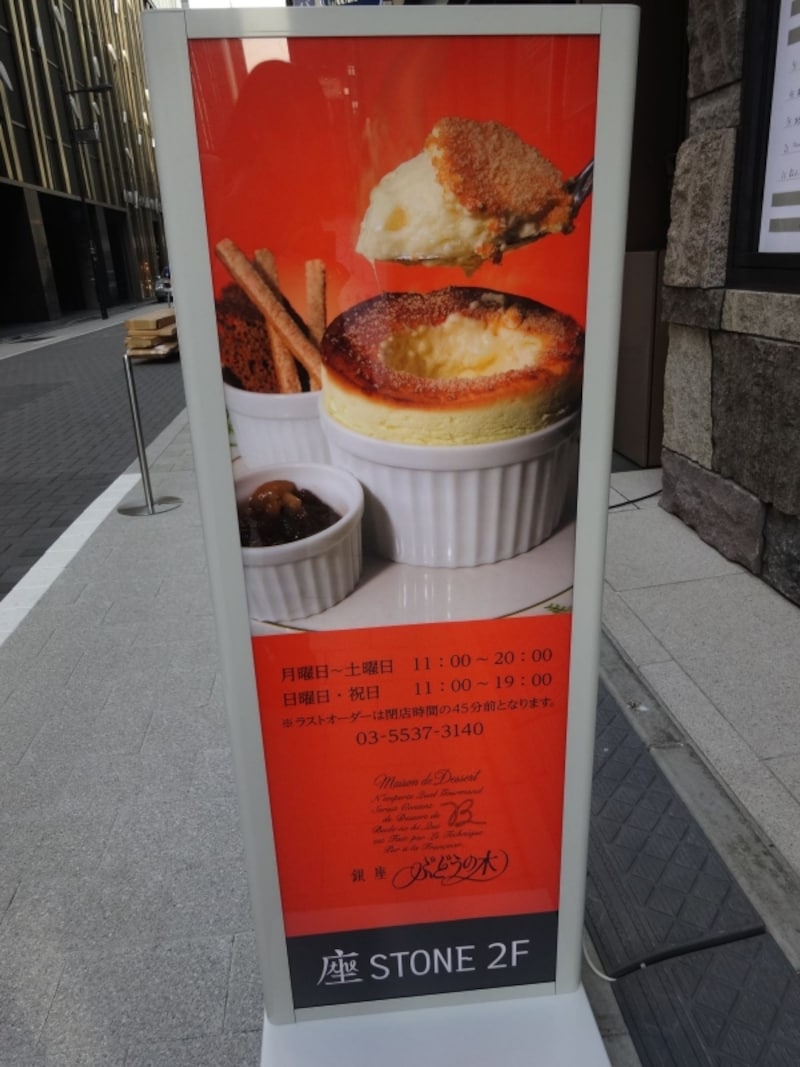 月曜日～土曜日　11：00～20：00
日曜日・祝日　11：00～19：00
※ラストオーダーは閉店時間の45分前となります。
03-5537-3140
Maison de Dessert
銀座 ぶどうの木
座 STONE 2F